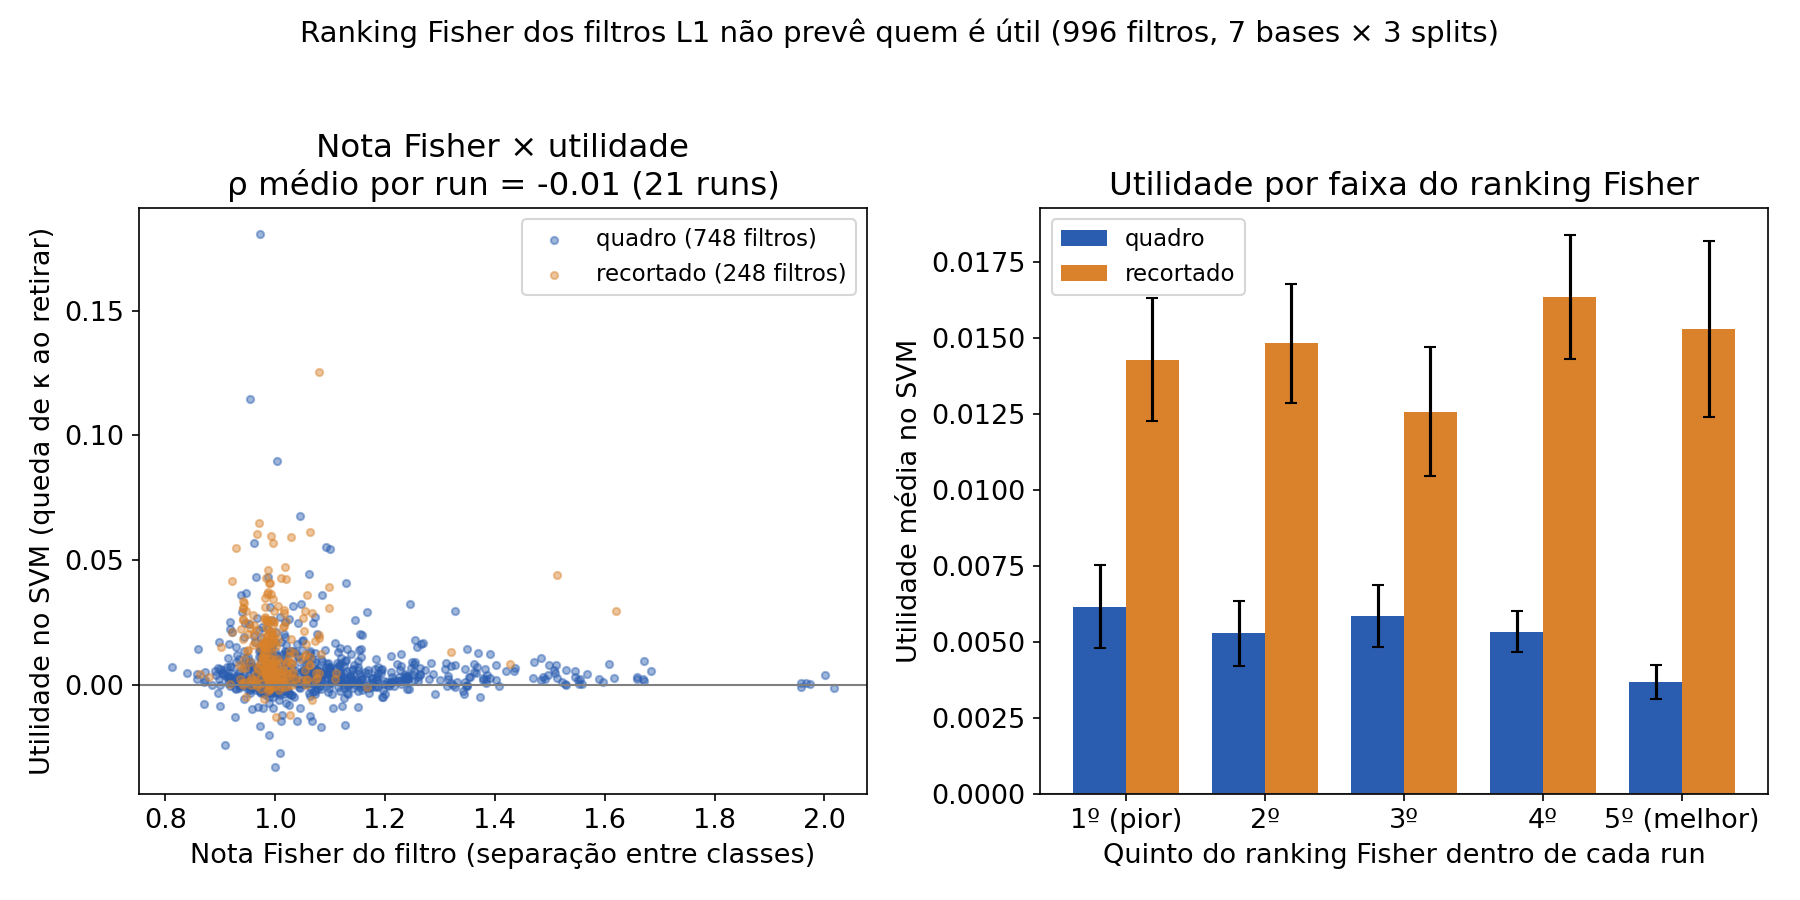 Ranking Fisher dos filtros L1 não prevê quem é útil (996 filtros, 7 bases × 3 splits)
Nota Fisher × utilidade
ρ médio por run = -0.01 (21 runs)
quadro (748 filtros)
recortado (248 filtros)
Utilidade no SVM (queda de κ ao retirar)
0.15
0.10
0.05
0.00
0.8 1.0 1.2 1.4 1.6 1.8 2.0
Nota Fisher do filtro (separação entre classes)
Utilidade por faixa do ranking Fisher
quadro
recortado
Utilidade média no SVM
0.0175
0.0150
0.0125
0.0100
0.0075
0.0050
0.0025
0.0000
1º (pior) 2º 3º 4º 5º (melhor)
Quinto do ranking Fisher dentro de cada run